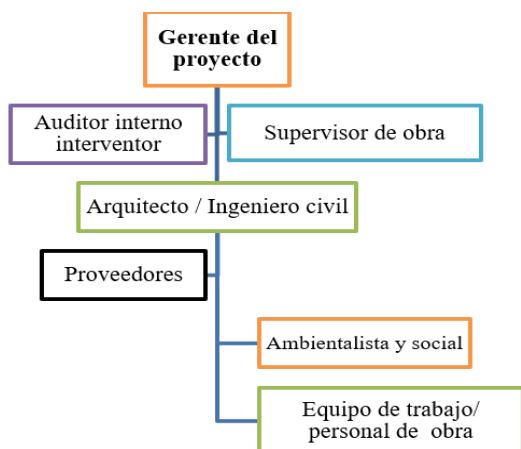 Gerente del
proyecto
Auditor interno
interventor
Supervisor de obra
Arquitecto / Ingeniero civil
Proveedores
Ambientalista y social
Equipo de trabajo/
personal de obra